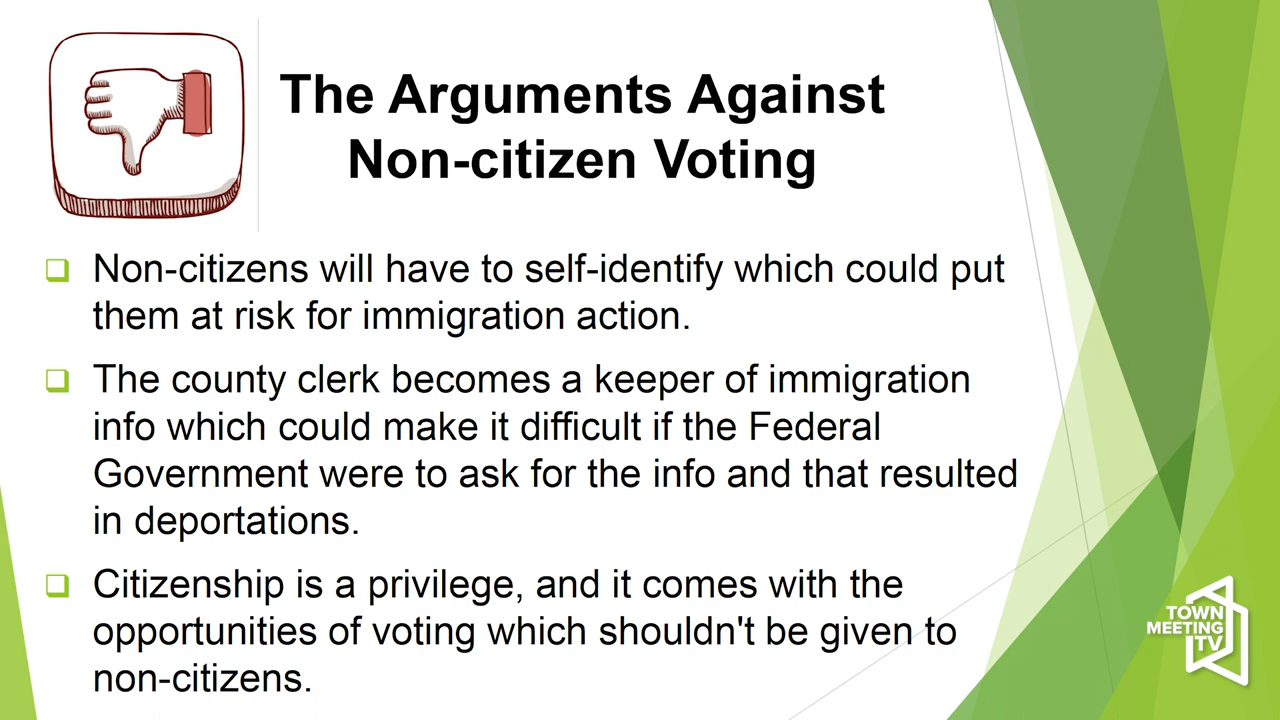 The Arguments Against
Non-citizen Voting
Non-citizens will have to self-identify which could put
them at risk for immigration action.
The county clerk becomes a keeper of immigration
info which could make it difficult if the Federal
Government were to ask for the info and that resulted
in deportations.
Citizenship is a privilege, and it comes with the
opportunities of voting which shouldn't be given to
non-citizens.
TOWN
MEETING
TV